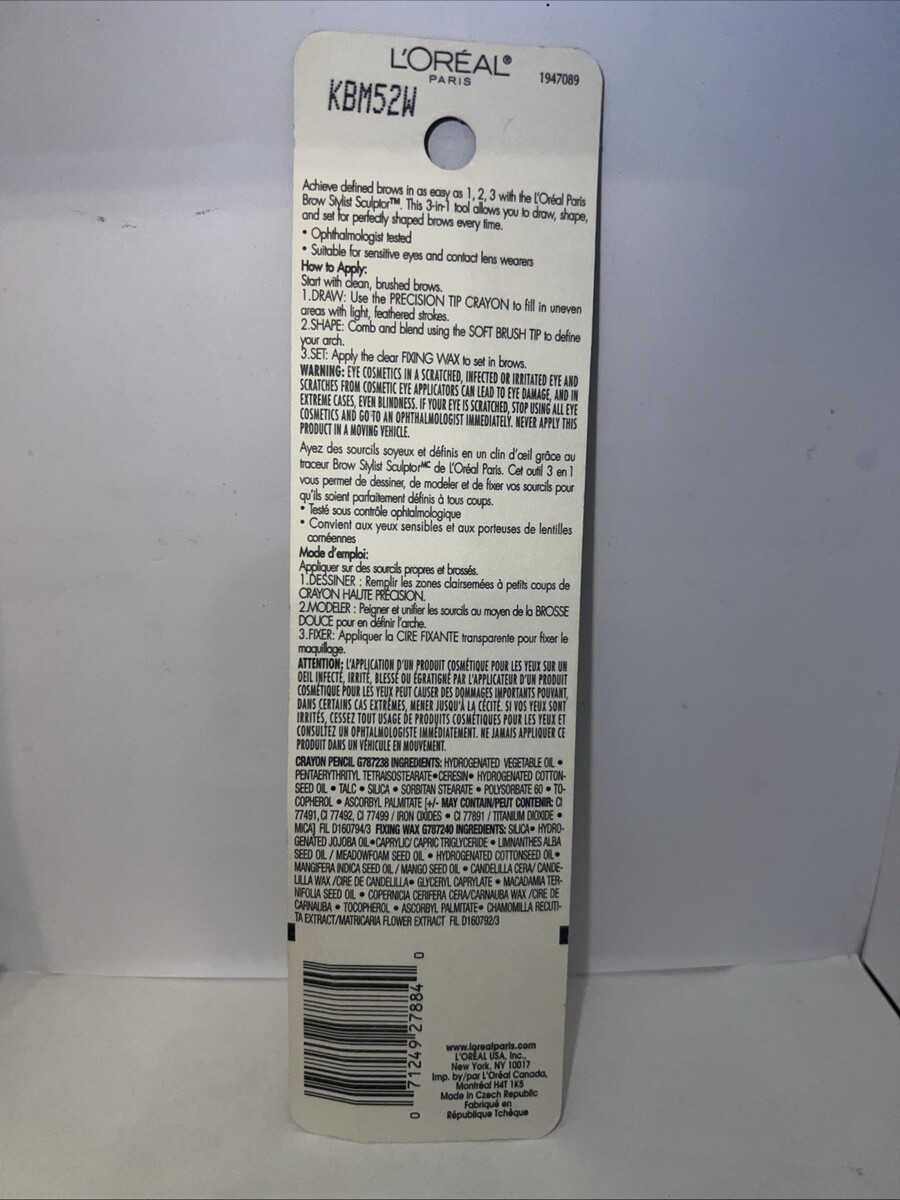 L'ORÉAL®
PARIS
1947089
KBM52W
Achieve defined brows in as easy as 1, 2, 3 with the L'Oréal Paris
Brow Stylist Sculptor™. This 3-in-1 tool allows you to draw, shape,
and set for perfectly shaped brows every time.
• Ophthalmologist tested
• Suitable for sensitive eyes and contact lens wearers
How to Apply:
Start with clean, brushed brows.
1.DRAW: Use the PRECISION TIP CRAYON to fill in uneven
areas with light, feathered strokes.
2.SHAPE: Comb and blend using the SOFT BRUSH TIP to define
your arch.
3.SET: Apply the clear FIXING WAX to set in brows.
WARNING: EYE COSMETICS IN A SCRATCHED, INFECTED OR IRRITATED EYE AND
SCRATCHES FROM COSMETIC EYE APPLICATORS CAN LEAD TO EYE DAMAGE, AND IN
EXTREME CASES, EVEN BLINDNESS. IF YOUR EYE IS SCRATCHED, STOP USING ALL EYE
COSMETICS AND GO TO AN OPHTHALMOLOGIST IMMEDIATELY. NEVER APPLY THIS
PRODUCT IN A MOVING VEHICLE.
Ayez des sourcils soyeux et définis en un clin d'œil grâce au
traceur Brow Stylist Sculptorᴹᶜ de L'Oréal Paris. Cet outil 3 en 1
vous permet de dessiner, de modeler et de fixer vos sourcils pour
qu'ils soient parfaitement définis à tous coups.
• Testé sous contrôle ophtalmologique
• Convient aux yeux sensibles et aux porteuses de lentilles
cornéennes
Mode d'emploi:
Appliquer sur des sourcils propres et brossés.
1.DESSINER : Remplir les zones clairsemées à petits coups de
CRAYON HAUTE PRÉCISION.
2.MODELER : Peigner et unifier les sourcils au moyen de la BROSSE
DOUCE pour en définir l'arche.
3.FIXER: Appliquer la CIRE FIXANTE transparente pour fixer le
maquillage.
ATTENTION: L'APPLICATION D'UN PRODUIT COSMÉTIQUE POUR LES YEUX SUR UN
OEIL INFECTÉ, IRRITÉ, BLESSÉ OU ÉGRATIGNÉ PAR L'APPLICATEUR D'UN PRODUIT
COSMÉTIQUE POUR LES YEUX PEUT CAUSER DES DOMMAGES IMPORTANTS POUVANT,
DANS CERTAINS CAS EXTRÊMES, MENER JUSQU'À LA CÉCITÉ. SI VOS YEUX SONT
IRRITÉS, CESSEZ TOUT USAGE DE PRODUITS COSMÉTIQUES POUR LES YEUX ET
CONSULTEZ UN OPHTALMOLOGISTE IMMÉDIATEMENT. NE JAMAIS APPLIQUER CE
PRODUIT DANS UN VÉHICULE EN MOUVEMENT.
CRAYON PENCIL G787238 INGREDIENTS: HYDROGENATED VEGETABLE OIL •
PENTAERYTHRITYL TETRAISOSTEARATE•CERESIN• HYDROGENATED COTTON-
SEED OIL • TALC • SILICA • SORBITAN STEARATE • POLYSORBATE 60 • TO-
COPHEROL • ASCORBYL PALMITATE [+/- MAY CONTAIN/PEUT CONTENIR: CI
77491,CI 77492, CI 77499 / IRON OXIDES • CI 77891 / TITANIUM DIOXIDE •
MICA] FIL D160794/3 FIXING WAX G787240 INGREDIENTS: SILICA• HYDRO-
GENATED JOJOBA OIL•CAPRYLIC/ CAPRIC TRIGLYCERIDE • LIMNANTHES ALBA
SEED OIL / MEADOWFOAM SEED OIL • HYDROGENATED COTTONSEED OIL•
MANGIFERA INDICA SEED OIL / MANGO SEED OIL • CANDELILLA CERA/ CANDE-
LILLA WAX /CIRE DE CANDELILLA• GLYCERYL CAPRYLATE • MACADAMIA TER-
NIFOLIA SEED OIL • COPERNICIA CERIFERA CERA/CARNAUBA WAX /CIRE DE
CARNAUBA • TOCOPHEROL • ASCORBYL PALMITATE• CHAMOMILLA RECUTI-
TA EXTRACT/MATRICARIA FLOWER EXTRACT FIL D160792/3
0 71249 27884 0
www.lorealparis.com
L'ORÉAL USA, Inc.,
New York, NY 10017
Imp. by/par L'Oréal Canada,
Montréal H4T 1K5
Made in Czech Republic
Fabriqué en
République Tchèque